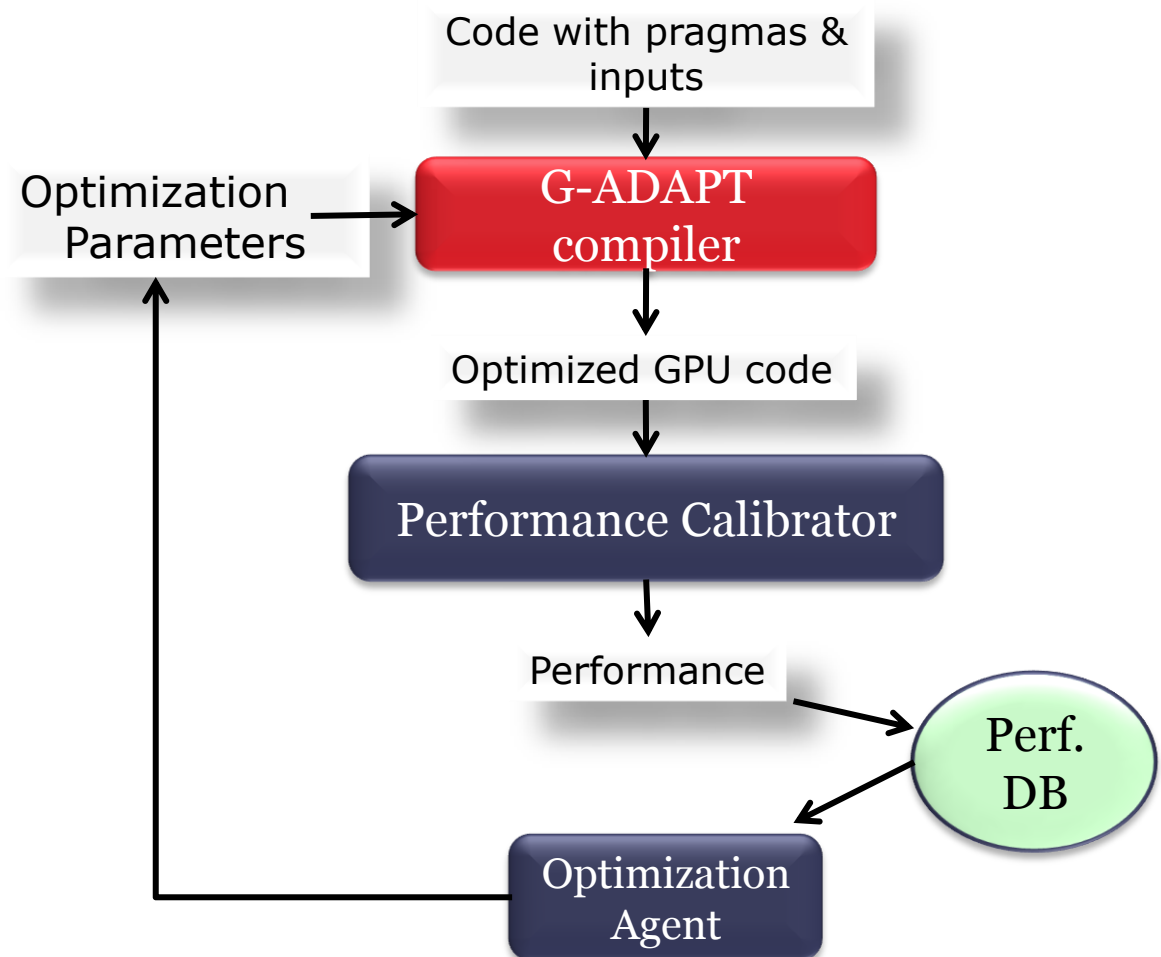 Code with pragmas &
inputs
G-ADAPT
compiler
Optimization
Parameters
Optimized GPU code
Performance Calibrator
Performance
Perf.
DB
Optimization
Agent